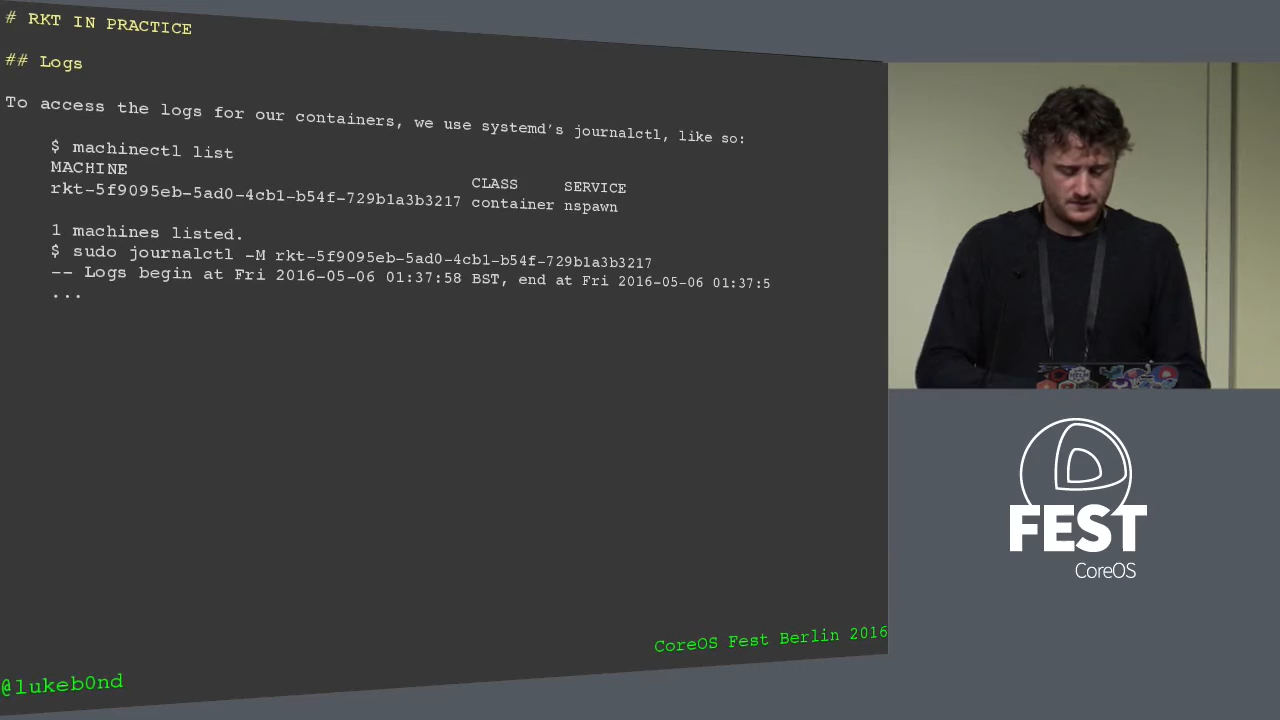 # RKT IN PRACTICE
## Logs
To access the logs for our containers, we use systemd's journalctl, like so:
$ machinectl list
MACHINE CLASS SERVICE
rkt-5f9095eb-5ad0-4cb1-b54f-729b1a3b3217 container nspawn
1 machines listed.
$ sudo journalctl -M rkt-5f9095eb-5ad0-4cb1-b54f-729b1a3b3217
-- Logs begin at Fri 2016-05-06 01:37:58 BST, end at Fri 2016-05-06 01:37:5
...
CoreOS Fest Berlin 2016
@lukeb0nd
FEST
CoreOS